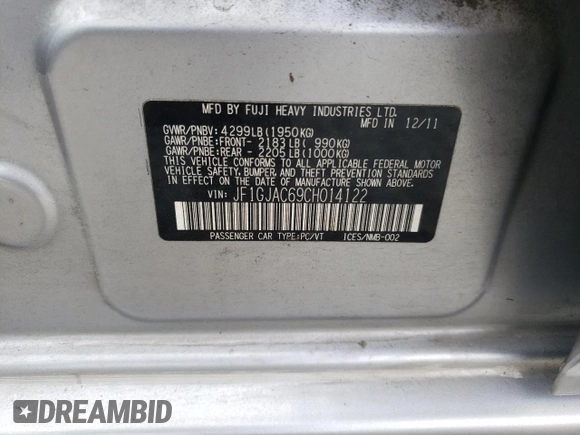 MFD BY FUJI HEAVY INDUSTRIES LTD.
MFD IN 12/11
GVWR/PNBV: 4299LB(1950KG)
GAWR/PNBE:FRONT- 2183LB( 990KG)
GAWR/PNBE:REAR - 2205LB(1000KG)
THIS VEHICLE CONFORMS TO ALL APPLICABLE FEDERAL MOTOR
VEHICLE SAFETY, BUMPER, AND THEFT PREVENTION STANDARDS
IN EFFECT ON THE DATE OF MANUFACTURE SHOWN ABOVE.
VIN: JF1GJAC69CH014122
PASSENGER CAR TYPE:PC/VT ICES/NMB-002
DREAMBID